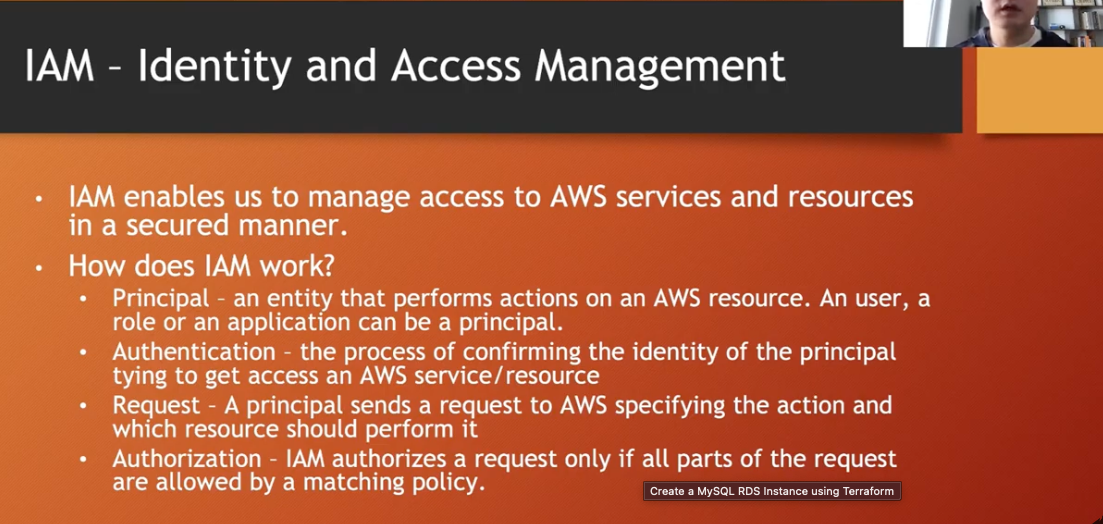 IAM – Identity and Access Management
• IAM enables us to manage access to AWS services and resources
in a secured manner.
• How does IAM work?
• Principal – an entity that performs actions on an AWS resource. An user, a
role or an application can be a principal.
• Authentication – the process of confirming the identity of the principal
tying to get access an AWS service/resource
• Request – A principal sends a request to AWS specifying the action and
which resource should perform it
• Authorization – IAM authorizes a request only if all parts of the request
are allowed by a matching policy.
Create a MySQL RDS Instance using Terraform